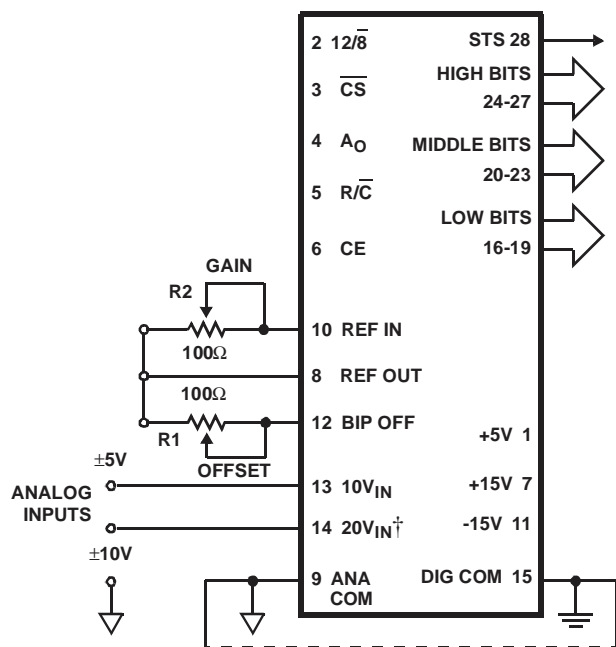 2 12/8̅
STS 28
HIGH BITS
24-27
3 C̅S̅
4 AO
MIDDLE BITS
20-23
5 R/C̅
LOW BITS
16-19
6 CE
GAIN
R2
100Ω
10 REF IN
8 REF OUT
100Ω
R1
OFFSET
12 BIP OFF
+5V 1
±5V
ANALOG
INPUTS
±10V
13 10VIN
+15V 7
14 20VIN†
-15V 11
9 ANA
COM
DIG COM 15